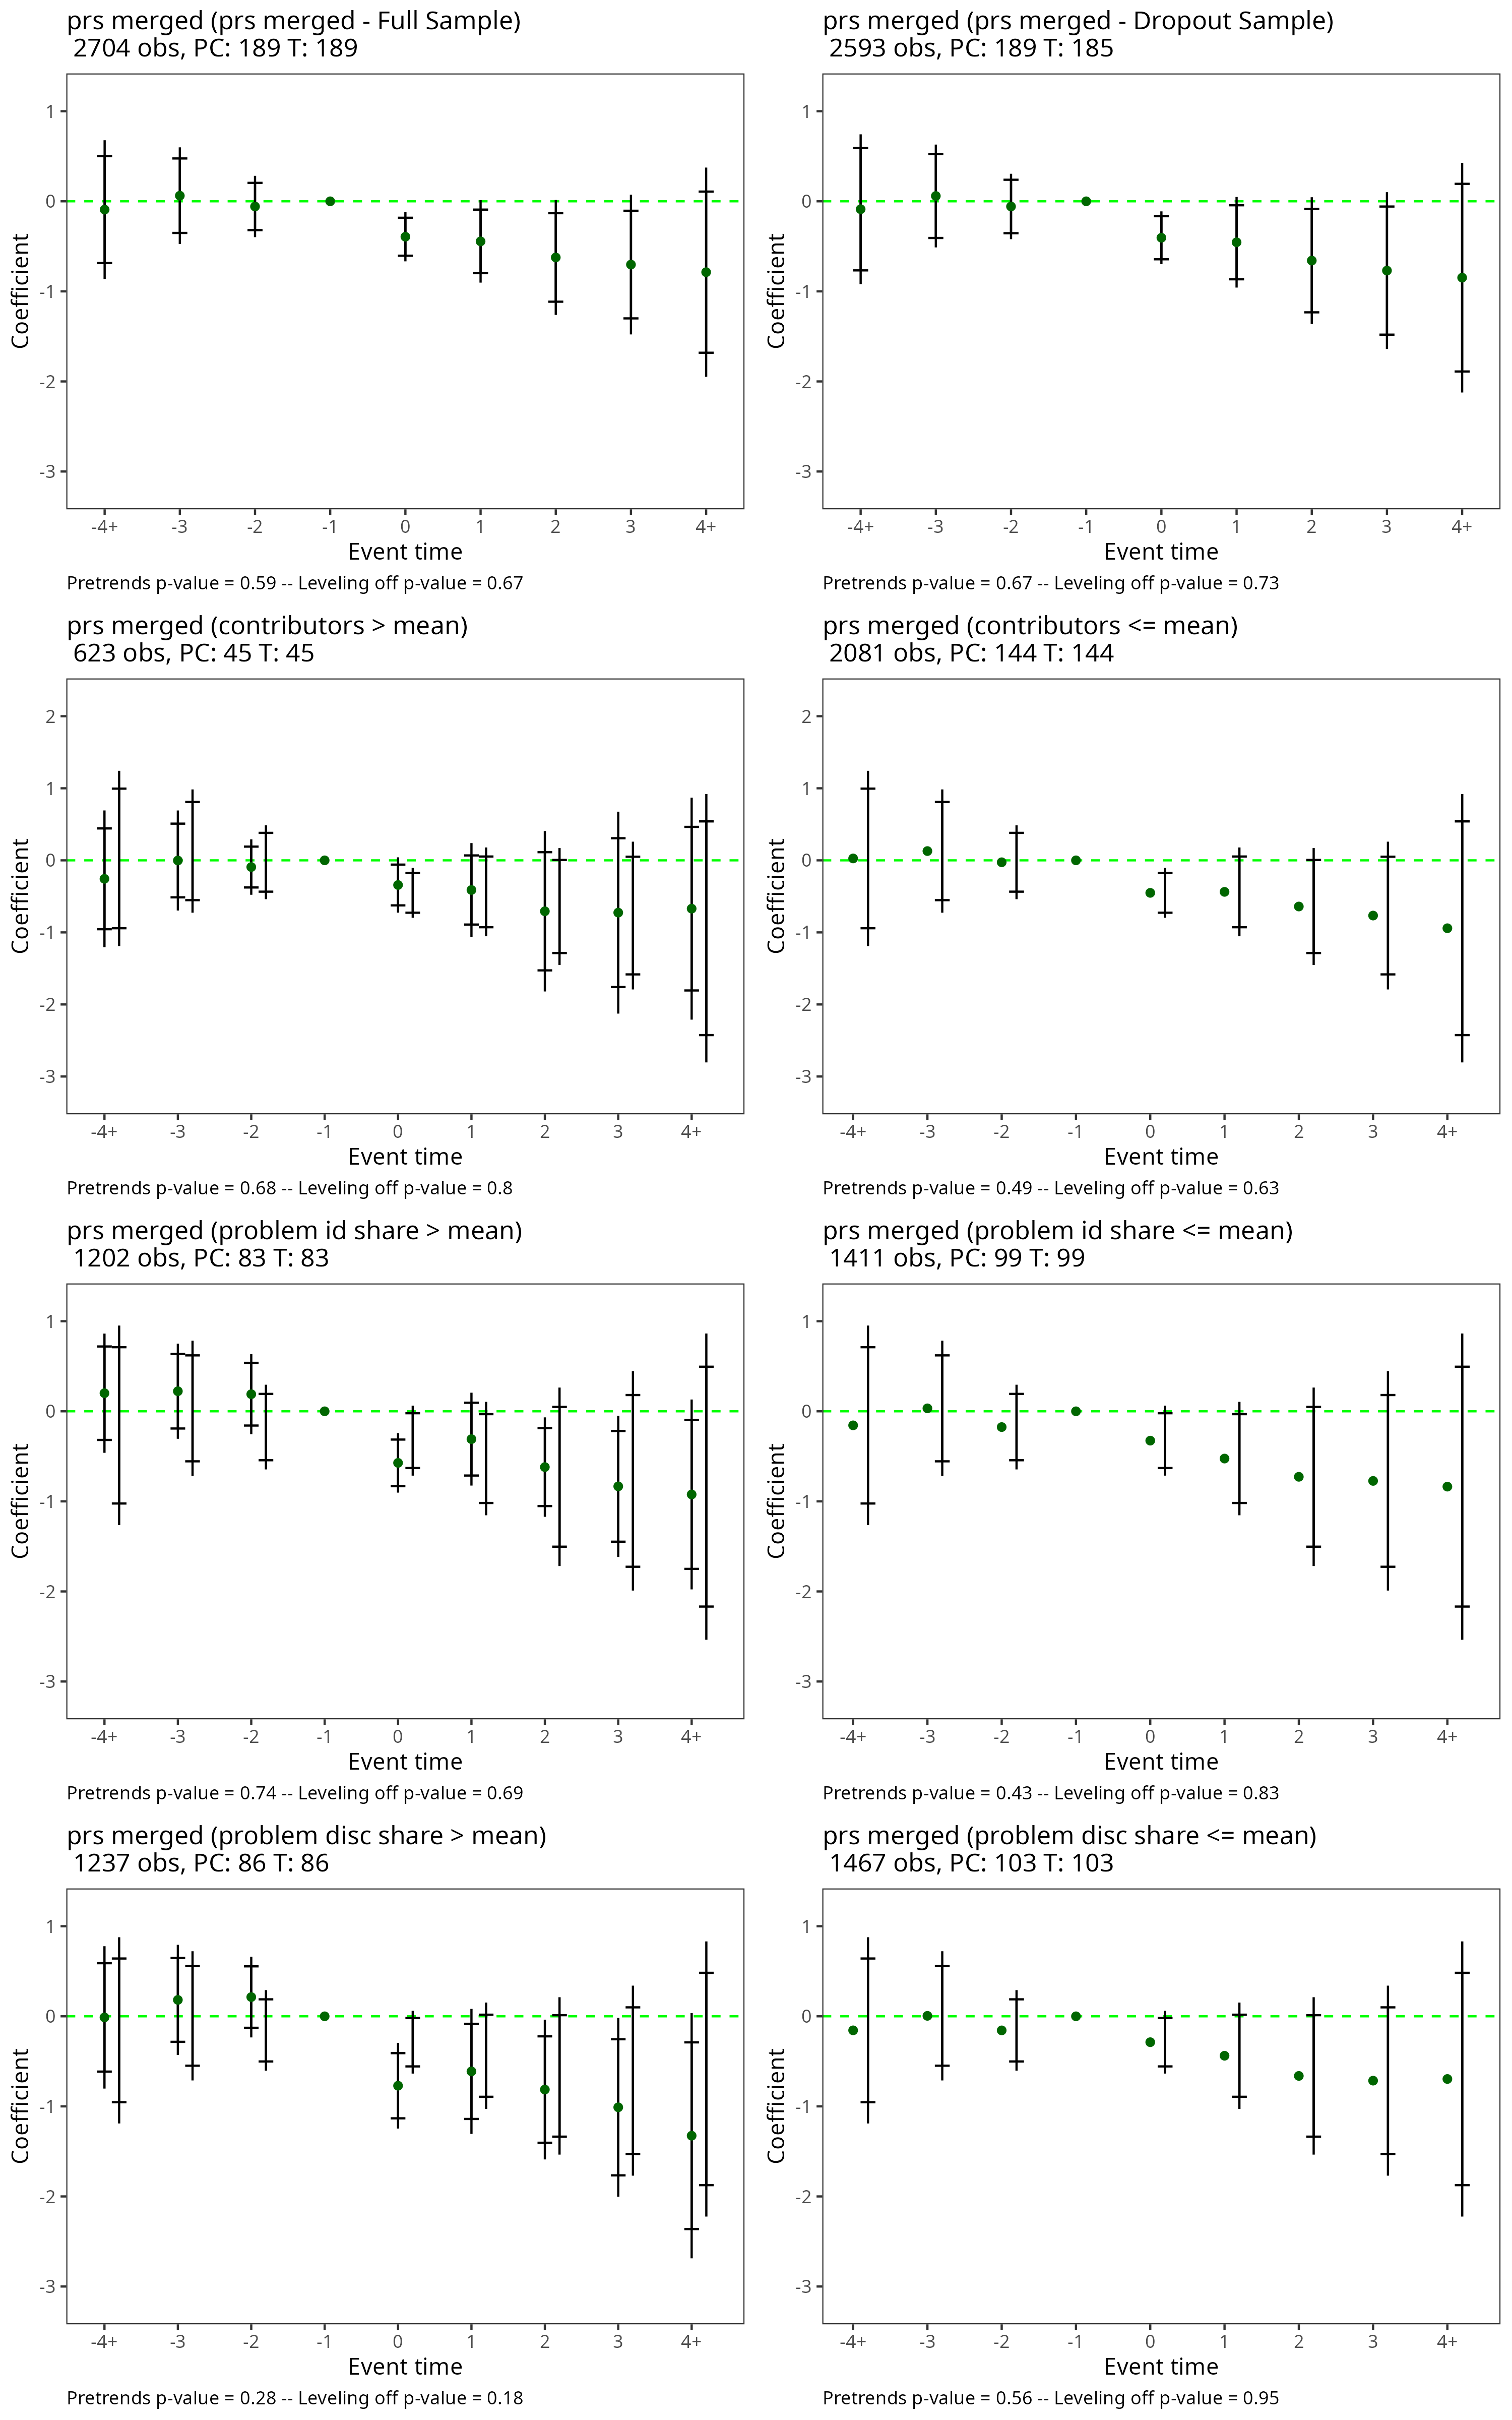 prs merged (prs merged - Full Sample)
2704 obs, PC: 189 T: 189
1
0
-1
-2
-3
Coefficient
-4+ -3 -2 -1 0 1 2 3 4+
Event time
Pretrends p-value = 0.59 -- Leveling off p-value = 0.67
prs merged (prs merged - Dropout Sample)
2593 obs, PC: 189 T: 185
1
0
-1
-2
-3
Coefficient
-4+ -3 -2 -1 0 1 2 3 4+
Event time
Pretrends p-value = 0.67 -- Leveling off p-value = 0.73
prs merged (contributors > mean)
623 obs, PC: 45 T: 45
2
1
0
-1
-2
-3
Coefficient
-4+ -3 -2 -1 0 1 2 3 4+
Event time
Pretrends p-value = 0.68 -- Leveling off p-value = 0.8
prs merged (contributors <= mean)
2081 obs, PC: 144 T: 144
2
1
0
-1
-2
-3
Coefficient
-4+ -3 -2 -1 0 1 2 3 4+
Event time
Pretrends p-value = 0.49 -- Leveling off p-value = 0.63
prs merged (problem id share > mean)
1202 obs, PC: 83 T: 83
1
0
-1
-2
-3
Coefficient
-4+ -3 -2 -1 0 1 2 3 4+
Event time
Pretrends p-value = 0.74 -- Leveling off p-value = 0.69
prs merged (problem id share <= mean)
1411 obs, PC: 99 T: 99
1
0
-1
-2
-3
Coefficient
-4+ -3 -2 -1 0 1 2 3 4+
Event time
Pretrends p-value = 0.43 -- Leveling off p-value = 0.83
prs merged (problem disc share > mean)
1237 obs, PC: 86 T: 86
1
0
-1
-2
-3
Coefficient
-4+ -3 -2 -1 0 1 2 3 4+
Event time
Pretrends p-value = 0.28 -- Leveling off p-value = 0.18
prs merged (problem disc share <= mean)
1467 obs, PC: 103 T: 103
1
0
-1
-2
-3
Coefficient
-4+ -3 -2 -1 0 1 2 3 4+
Event time
Pretrends p-value = 0.56 -- Leveling off p-value = 0.95